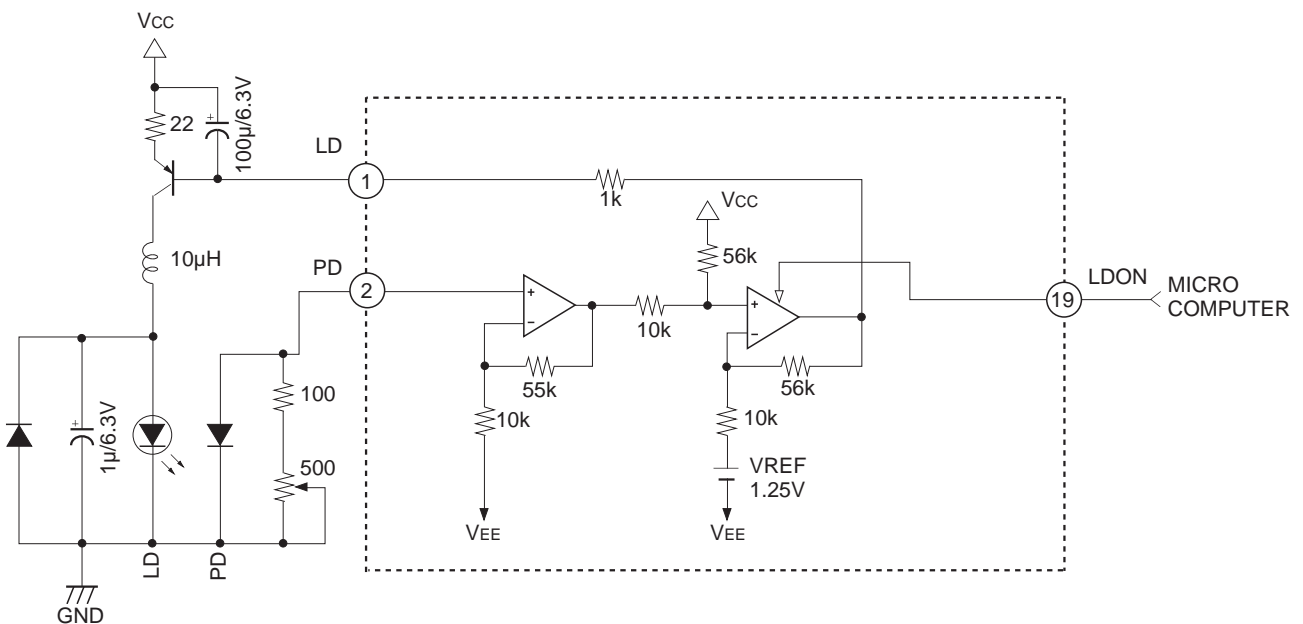 VCC
22
+
100µ/6.3V
LD
1
1k
VCC
56k
10µH
PD
2
+
−
10k
+
−
LDON
19
MICRO
COMPUTER
55k
56k
100
10k
10k
+
1µ/6.3V
500
VREF
1.25V
VEE
VEE
LD
PD
GND